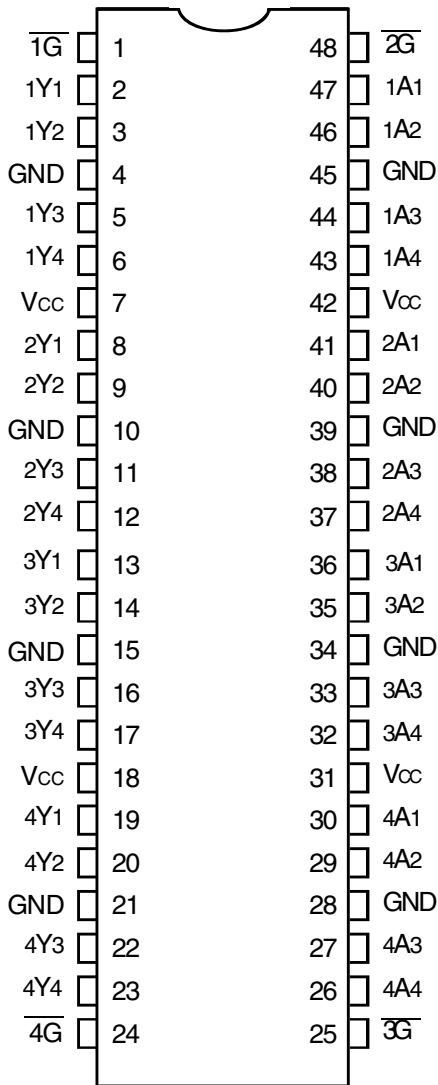 1G 1 48 2G
1Y1 2 47 1A1
1Y2 3 46 1A2
GND 4 45 GND
1Y3 5 44 1A3
1Y4 6 43 1A4
VCC 7 42 VCC
2Y1 8 41 2A1
2Y2 9 40 2A2
GND 10 39 GND
2Y3 11 38 2A3
2Y4 12 37 2A4
3Y1 13 36 3A1
3Y2 14 35 3A2
GND 15 34 GND
3Y3 16 33 3A3
3Y4 17 32 3A4
VCC 18 31 VCC
4Y1 19 30 4A1
4Y2 20 29 4A2
GND 21 28 GND
4Y3 22 27 4A3
4Y4 23 26 4A4
4G 24 25 3G